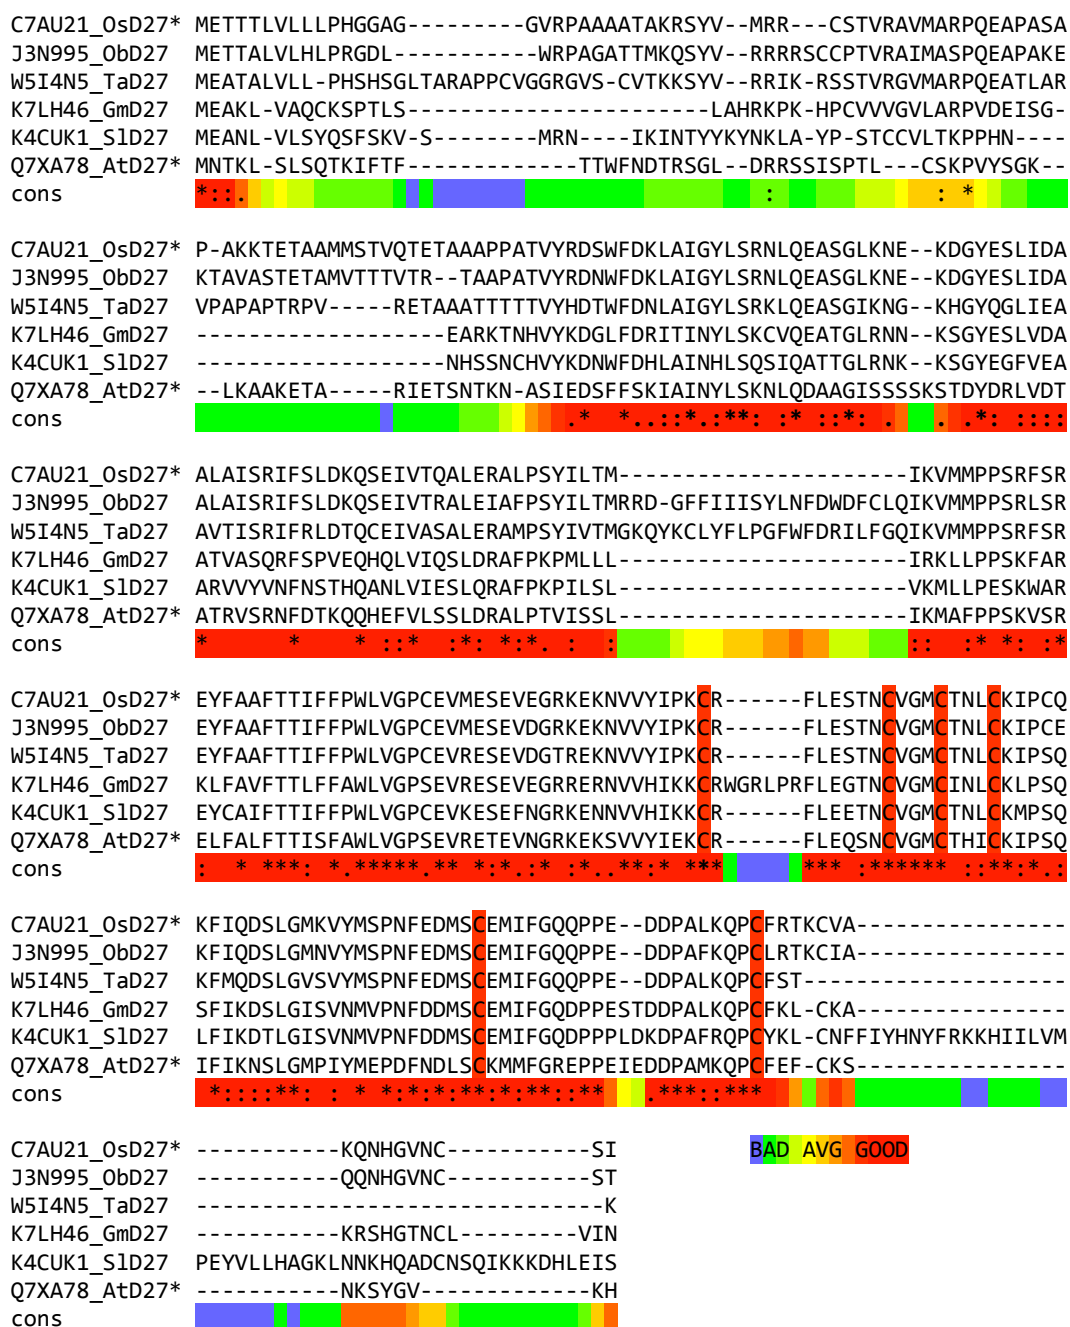 C7AU21_OsD27* METTTLVLLLPHGGAG---------GVRPAAAATAKRSYV--MRR---CSTVRAVMARPQEAPASA
J3N995_ObD27 METTALVLHLPRGDL-----------WRPAGATTMKQSYV--RRRRSCCPTVRAIMASPQEAPAKE
W5I4N5_TaD27 MEATALVLL-PHSHSGLTARAPPCVGGRGVS-CVTKKSYV--RRIK-RSSTVRGVMARPQEATLAR
K7LH46_GmD27 MEAKL-VAQCKSPTLS-----------------------LAHRKPK-HPCVVVGVLARPVDEISG-
K4CUK1_SlD27 MEANL-VLSYQSFSKV-S--------MRN----IKINTYYKYNKLA-YP-STCCVLTKPPHN----
Q7XA78_AtD27* MNTKL-SLSQTKIFTF-------------TTWFNDTRSGL--DRRSSISPTL---CSKPVYSGK--
cons *::. : : *
C7AU21_OsD27* P-AKKTETAAMMSTVQTETAAAPPATVYRDSWFDKLAIGYLSRNLQEASGLKNE--KDGYESLIDA
J3N995_ObD27 KTAVASTETAMVTTTVTR--TAAPATVYRDNWFDKLAIGYLSRNLQEASGLKNE--KDGYESLIDA
W5I4N5_TaD27 VPAPAPTRPV-----RETAAATTTTTVYHDTWFDNLAIGYLSRKLQEASGIKNG--KHGYQGLIEA
K7LH46_GmD27 -------------------EARKTNHVYKDGLFDRITINYLSKCVQEATGLRNN--KSGYESLVDA
K4CUK1_SlD27 -------------------NHSSNCHVYKDNWFDHLAINHLSQSIQATTGLRNK--KSGYEGFVEA
Q7XA78_AtD27* --LKAAKETA-----RIETSNTKN-ASIEDSFFSKIAINYLSKNLQDAAGISSSSKSTDYDRLVDT
cons .* *..::*.:**: :* ::*: . . .*: ::::
C7AU21_OsD27* ALAISRIFSLDKQSEIVTQALERALPSYILTM----------------------IKVMMPPSRFSR
J3N995_ObD27 ALAISRIFSLDKQSEIVTRALEIAFPSYILTMRRD-GFFIIISYLNFDWDFCLQIKVMMPPSRLSR
W5I4N5_TaD27 AVTISRIFRLDTQCEIVASALERAMPSYIVTMGKQYKCLYFLPGFWFDRILFGQIKVMMPPSRFSR
K7LH46_GmD27 ATVASQRFSPVEQHQLVIQSLDRAFPKPMLLL----------------------IRKLLPPSKFAR
K4CUK1_SlD27 ARVVYVNFNSTHQANLVIESLQRAFPKPILSL----------------------VKMLLPESKWAR
Q7XA78_AtD27* ATRVSRNFDTKQQHEFVLSSLDRALPTVISSL----------------------IKMAFPPSKVSR
cons * * * ::* :*: *:*. : : :: :* *: :*
C7AU21_OsD27* EYFAAFTTIFFPWLVGPCEVMESEVEGRKEKNVVYIPKCR------FLESTNCVGMCTNLCKIPCQ
J3N995_ObD27 EYFAAFTTIFFPWLVGPCEVRESEVDGRKEKNVVYIPKCR------FLESTNCVGMCTNLCKIPCE
W5I4N5_TaD27 EYFAAFTTIFFPWLVGPCEVRESEVDGTREKNVVYIPKCR------FLESTNCVGMCTNLCKIPSQ
K7LH46_GmD27 KLFAVFTTLFFAWLVGPSEVRESEVEGRRERNVVHIKKCRWGRLPRFLEGTNCVGMCINLCKLPSQ
K4CUK1_SlD27 EYCAIFTTIFFPWLVGPCEVKESEFNGRKENNVVHIKKCR------FLEETNCVGMCTNLCKMPSQ
Q7XA78_AtD27* ELFALFTTISFAWLVGPSEVRETEVNGRKEKSVVYIEKCR------FLEQSNCVGMCTHICKIPSQ
cons : * ***: *.*****.** *:*.:* :*..**:* *** *** :****** ::**:*.:
C7AU21_OsD27* KFIQDSLGMKVYMSPNFEDMSCEMIFGQQPPE--DDPALKQPCFRTKCVA----------------
J3N995_ObD27 KFIQDSLGMNVYMSPNFEDMSCEMIFGQQPPE--DDPAFKQPCLRTKCIA----------------
W5I4N5_TaD27 KFMQDSLGVSVYMSPNFEDMSCEMIFGQQPPE--DDPALKQPCFST--------------------
K7LH46_GmD27 SFIKDSLGISVNMVPNFDDMSCEMIFGQDPPESTDDPALKQPCFKL-CKA----------------
K4CUK1_SlD27 LFIKDTLGISVNMVPNFDDMSCEMIFGQDPPPLDKDPAFRQPCYKL-CNFFIYHNYFRKKHIILVM
Q7XA78_AtD27* IFIKNSLGMPIYMEPDFNDLSCKMMFGREPPEIEDDPAMKQPCFEF-CKS----------------
cons *::::**: : * *:*:*:**:*:**::** .***::***
C7AU21_OsD27* -----------KQNHGVNC-----------SI BAD AVG GOOD
J3N995_ObD27 -----------QQNHGVNC-----------ST
W5I4N5_TaD27 -------------------------------K
K7LH46_GmD27 -----------KRSHGTNCL---------VIN
K4CUK1_SlD27 PEYVLLHAGKLNNKHQADCNSQIKKKDHLEIS
Q7XA78_AtD27* -----------NKSYGV-------------KH
cons